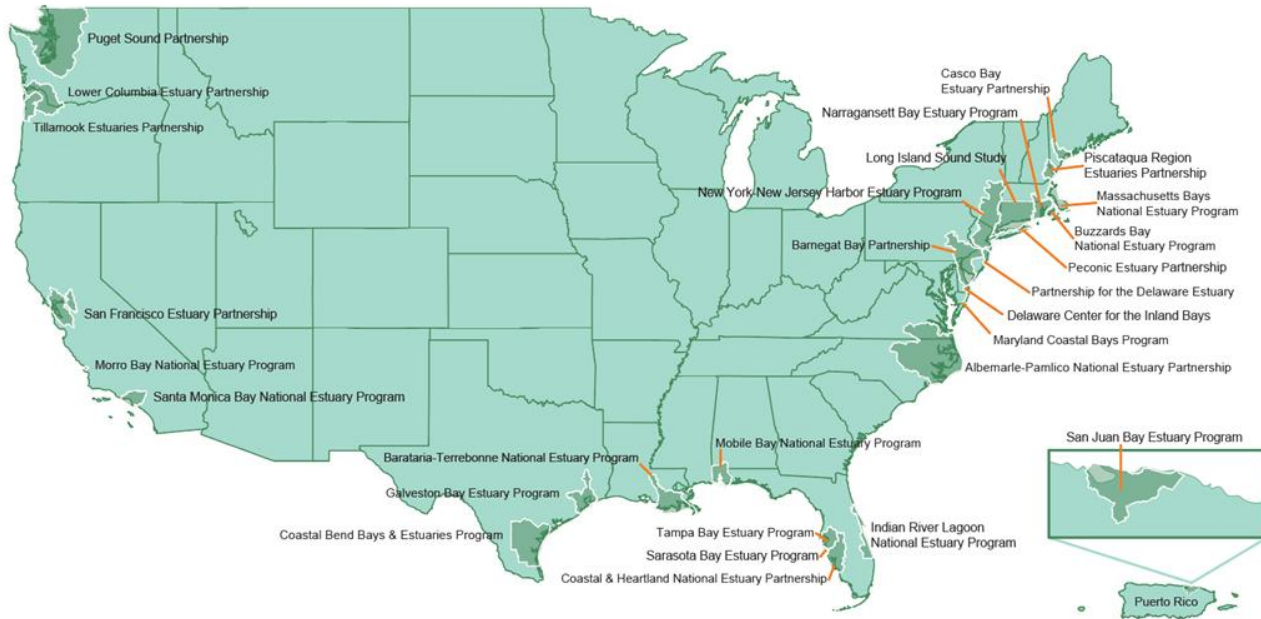 Puget Sound Partnership
Lower Columbia Estuary Partnership
Tillamook Estuaries Partnership
San Francisco Estuary Partnership
Morro Bay National Estuary Program
Santa Monica Bay National Estuary Program
Coastal Bend Bays & Estuaries Program
Galveston Bay Estuary Program
Barataria-Terrebonne National Estuary Program
Mobile Bay National Estuary Program
Tampa Bay Estuary Program
Sarasota Bay Estuary Program
Coastal & Heartland National Estuary Partnership
Indian River Lagoon
National Estuary Program
Casco Bay
Estuary Partnership
Narragansett Bay Estuary Program
Long Island Sound Study
New York-New Jersey Harbor Estuary Program
Barnegat Bay Partnership
Piscataqua Region
Estuaries Partnership
Massachusetts Bays
National Estuary Program
Buzzards Bay
National Estuary Program
Peconic Estuary Partnership
Partnership for the Delaware Estuary
Delaware Center for the Inland Bays
Maryland Coastal Bays Program
Albemarle-Pamlico National Estuary Partnership
San Juan Bay Estuary Program
Puerto Rico